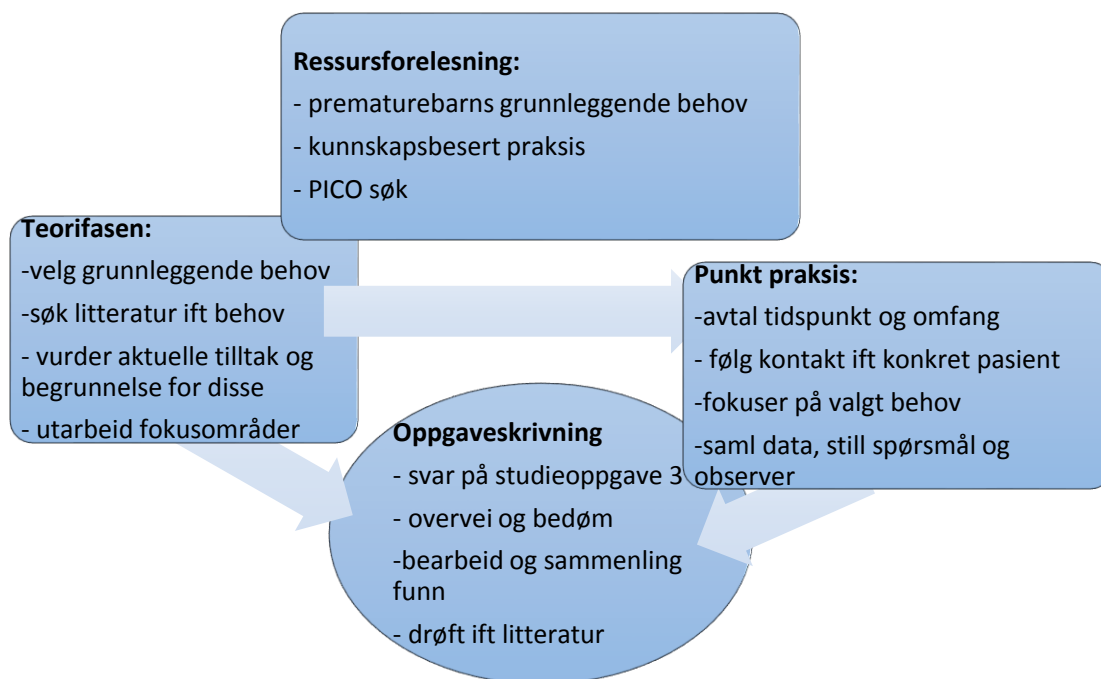 Ressursforelesning:
- prematurebarns grunnleggende behov
- kunnskapsbesert praksis
- PICO søk
Teorifasen:
-velg grunnleggende behov
-søk litteratur ift behov
- vurder aktuelle tilltak og
begrunnelse for disse
- utarbeid fokusområder
Punkt praksis:
-avtal tidspunkt og omfang
- følg kontakt ift konkret pasient
-fokuser på valgt behov
-saml data, still spørsmål og
observer
Oppgaveskrivning
- svar på studieoppgave 3
- overvei og bedøm
-bearbeid og sammenling
funn
- drøft ift litteratur